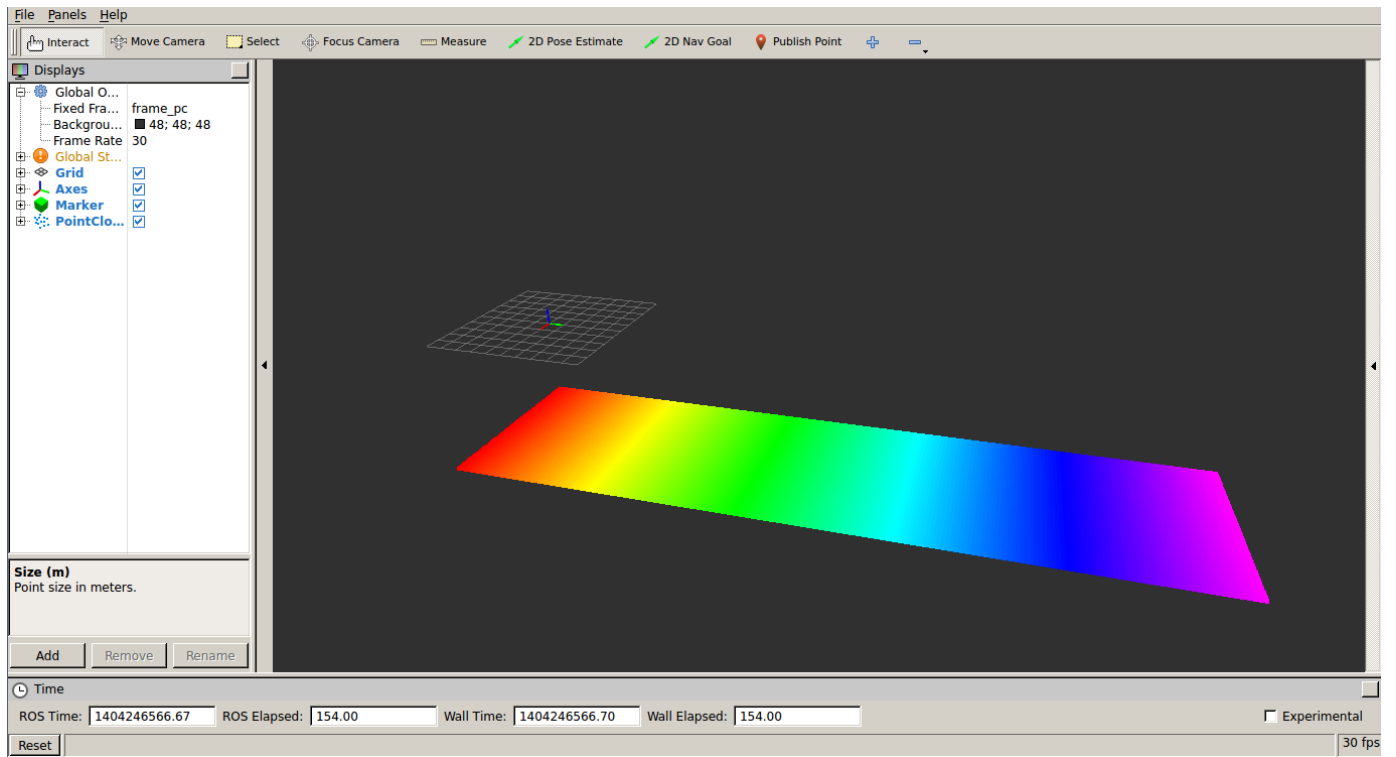 File Panels Help
Interact Move Camera Select Focus Camera Measure 2D Pose Estimate 2D Nav Goal Publish Point
Displays
Global O...
Fixed Fra... frame_pc
Backgrou... 48; 48; 48
Frame Rate 30
Global St...
Grid
Axes
Marker
PointClo...
Size (m)
Point size in meters.
Add Remove Rename
Time
ROS Time: 1404246566.67 ROS Elapsed: 154.00 Wall Time: 1404246566.70 Wall Elapsed: 154.00 Experimental
Reset 30 fps